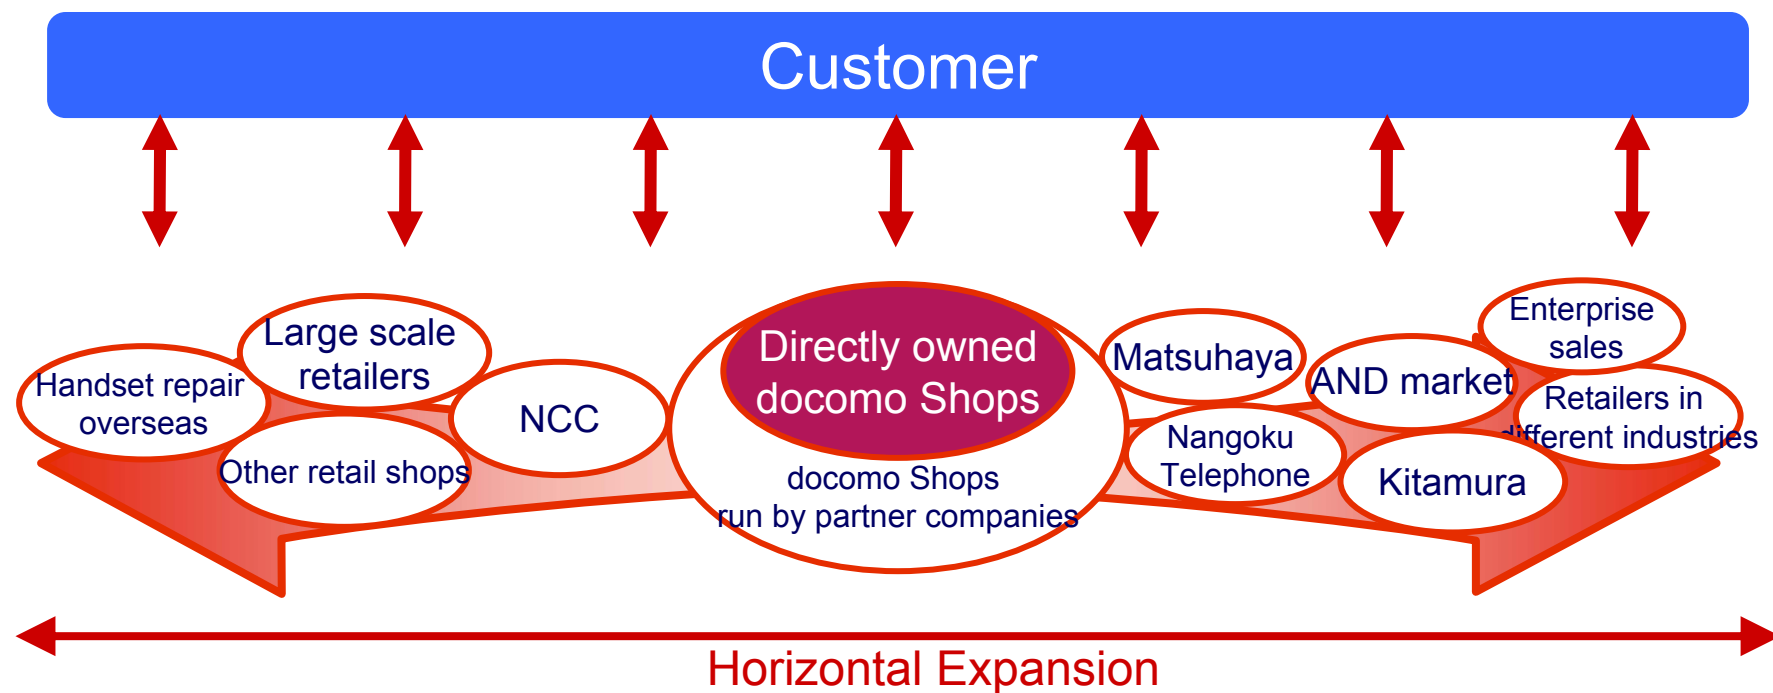 Customer
Handset repair
overseas
Large scale
retailers
Other retail shops
NCC
Directly owned
docomo Shops
docomo Shops
run by partner companies
Matsuhaya
Nangoku
Telephone
AND market
Kitamura
Enterprise
sales
Retailers in
different industries
Horizontal Expansion